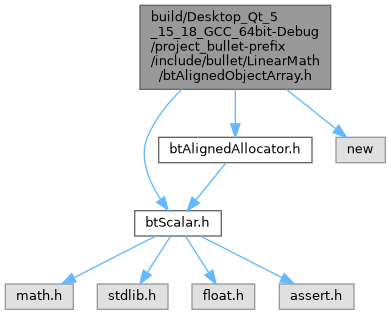 build/Desktop_Qt_5
_15_18_GCC_64bit-Debug
/project_bullet-prefix
/include/bullet/LinearMath
/btAlignedObjectArray.h
btAlignedAllocator.h
new
btScalar.h
math.h
stdlib.h
float.h
assert.h